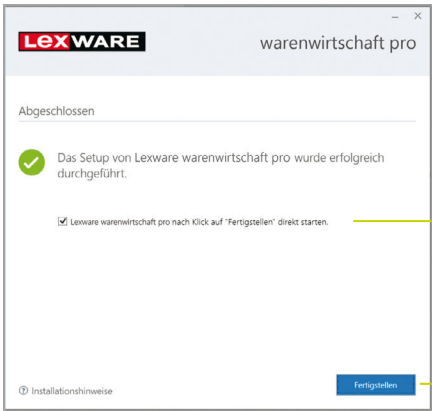 LEXWARE
warenwirtschaft pro
Abgeschlossen
Das Setup von Lexware warenwirtschaft pro wurde erfolgreich
durchgeführt.
Lexware warenwirtschaft pro nach Klick auf "Fertigstellen" direkt starten.
Installationshinweise
Fertigstellen